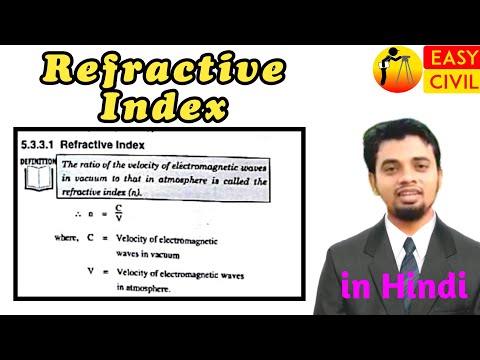 Refractive
Index
EASY
CIVIL
5.3.3.1 Refractive Index
DEFINITION
The ratio of the velocity of electromagnetic waves
in vacuum to that in atmosphere is called the
refractive index (n).
∴ n = C/V
where, C = Velocity of electromagnetic
waves in vacuum
V = Velocity of electromagnetic waves
in atmosphere.
in Hindi